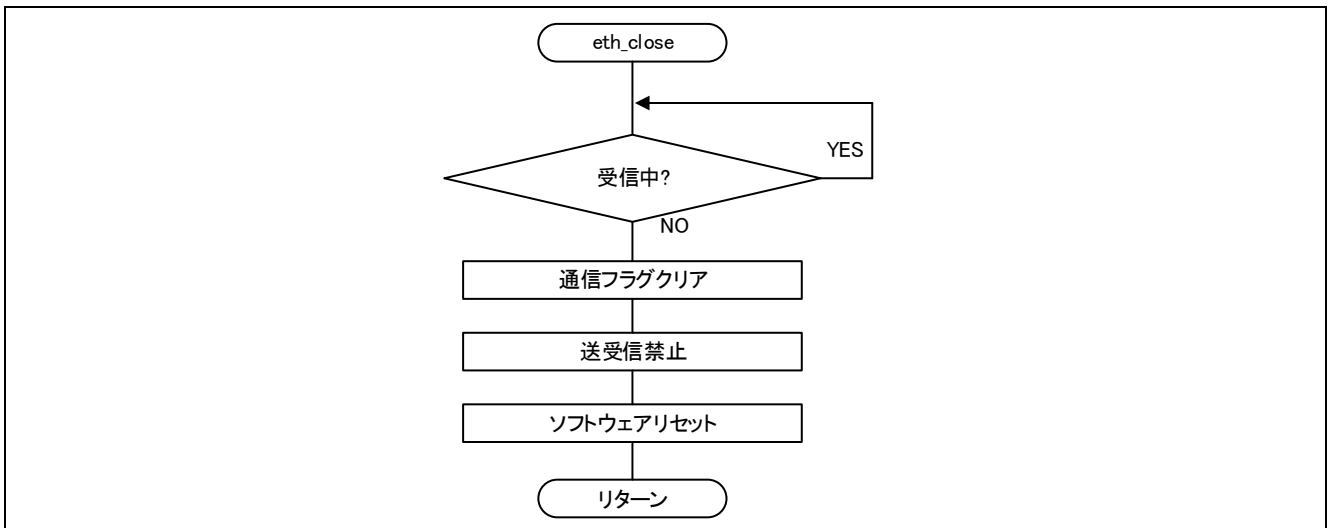 eth_close
YES
受信中?
NO
通信フラグクリア
送受信禁止
ソフトウェアリセット
リターン